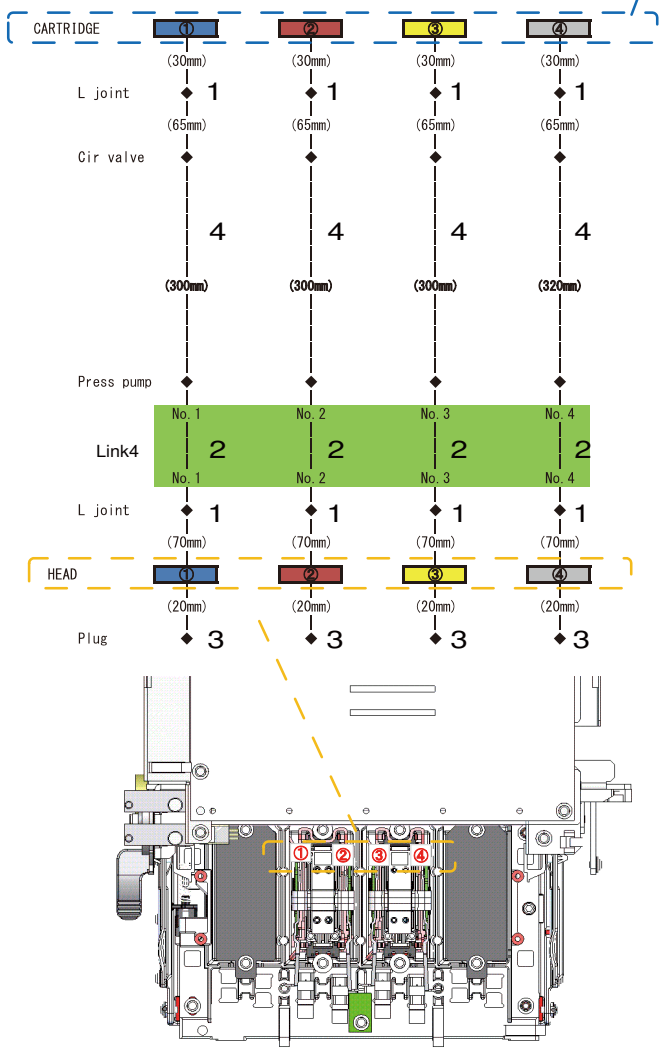 CARTRIDGE ① ② ③ ④
(30mm) (30mm) (30mm) (30mm)
L joint 1 1 1 1
(65mm) (65mm) (65mm) (65mm)
Cir valve
4 4 4 4
(300mm) (300mm) (300mm) (320mm)
Press pump
No.1 No.2 No.3 No.4
Link4 2 2 2 2
No.1 No.2 No.3 No.4
L joint 1 1 1 1
(70mm) (70mm) (70mm) (70mm)
HEAD ① ② ③ ④
(20mm) (20mm) (20mm) (20mm)
Plug 3 3 3 3
① ② ③ ④